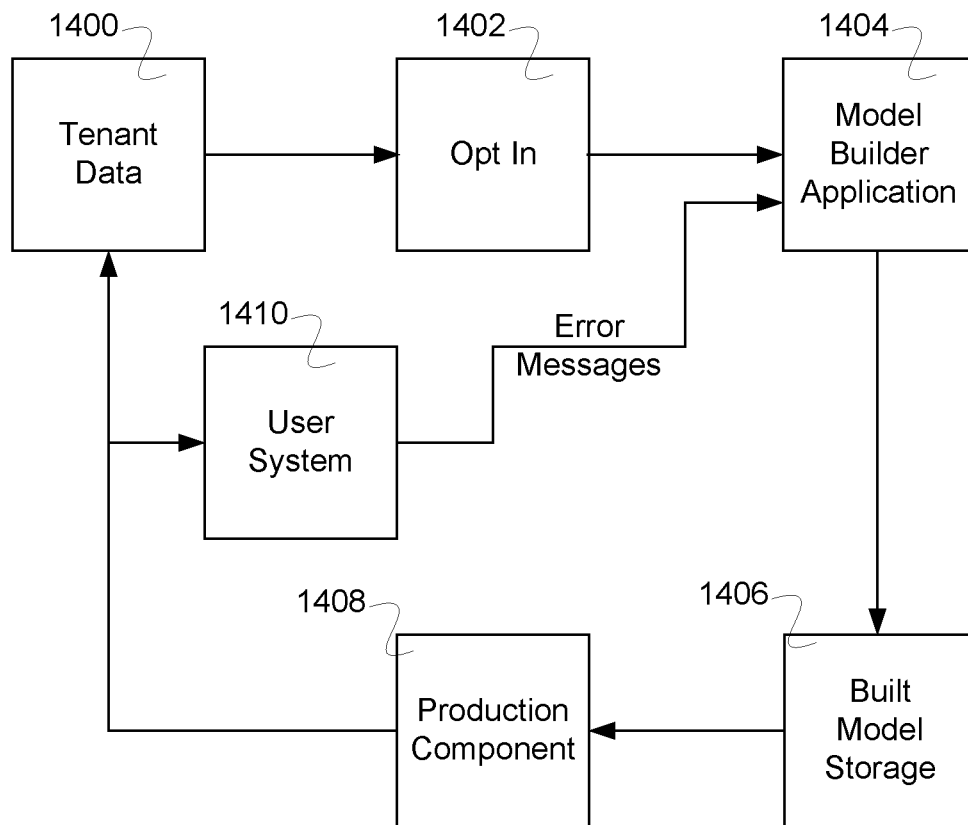 1400
1402
1404
Tenant
Data
Opt In
Model
Builder
Application
1410
Error
Messages
User
System
1408
1406
Production
Component
Built
Model
Storage